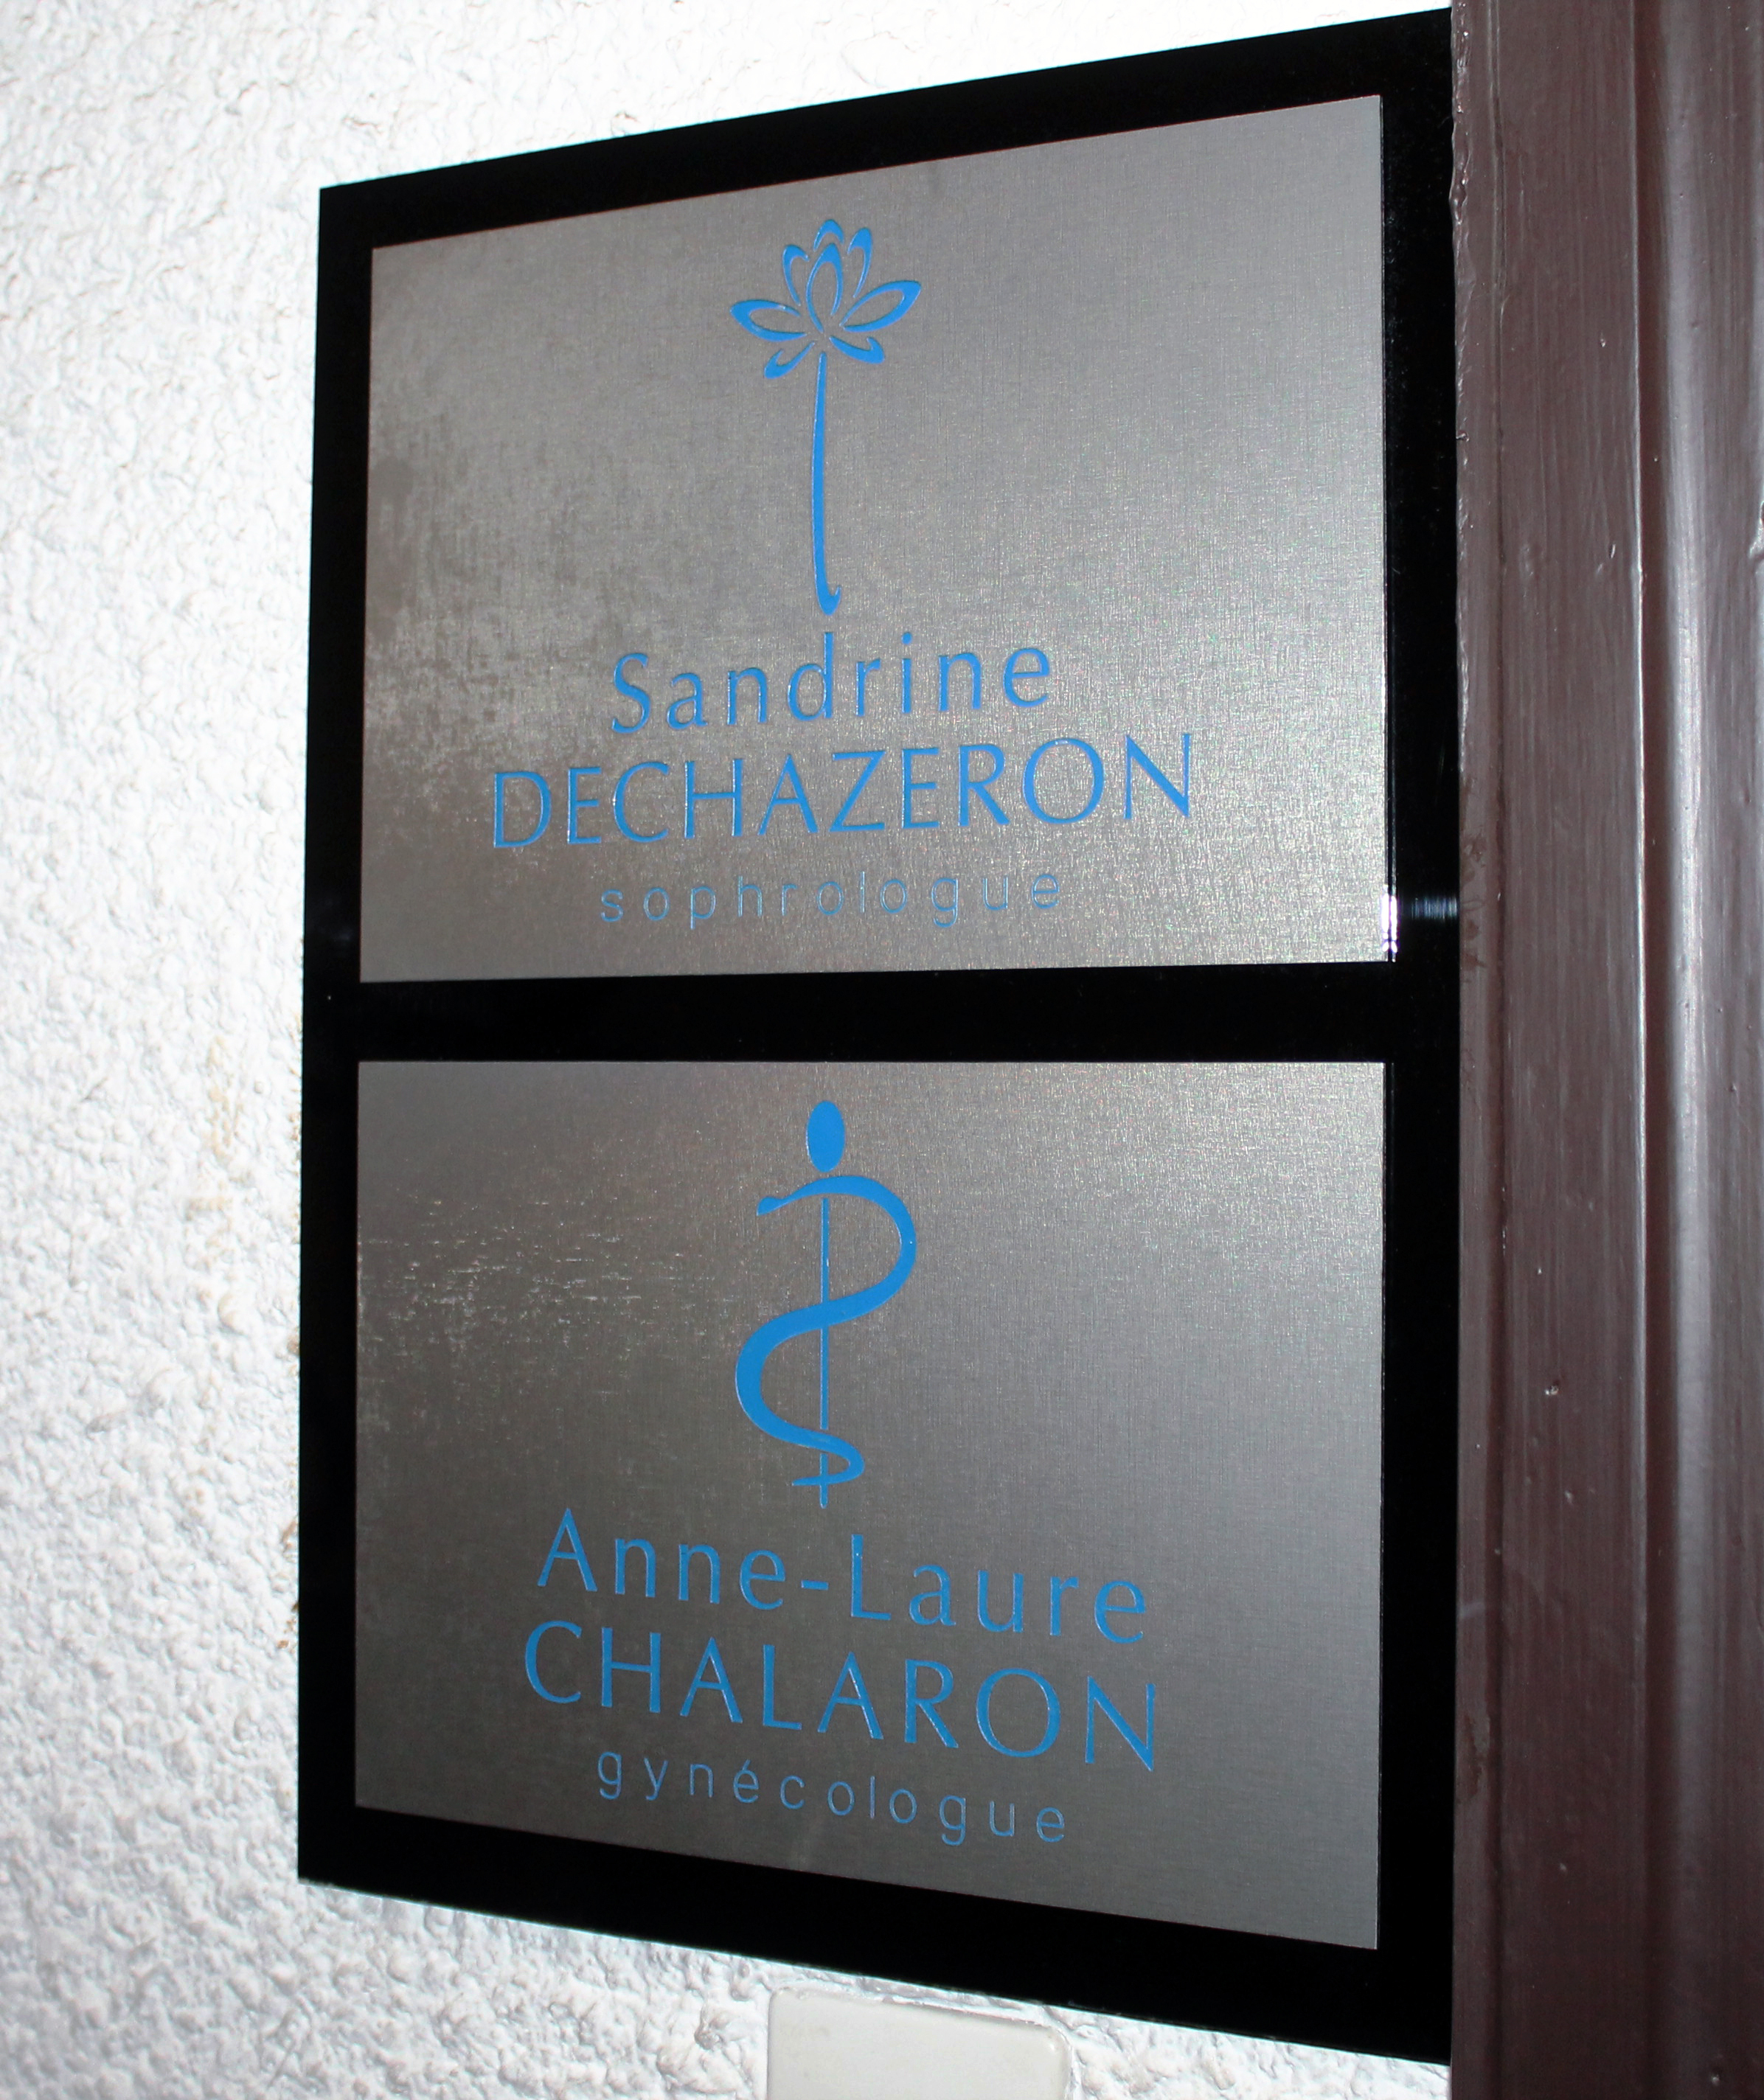 Sandrine
DECHAZERON
sophrologue
Anne-Laure
CHALARON
gynécologue